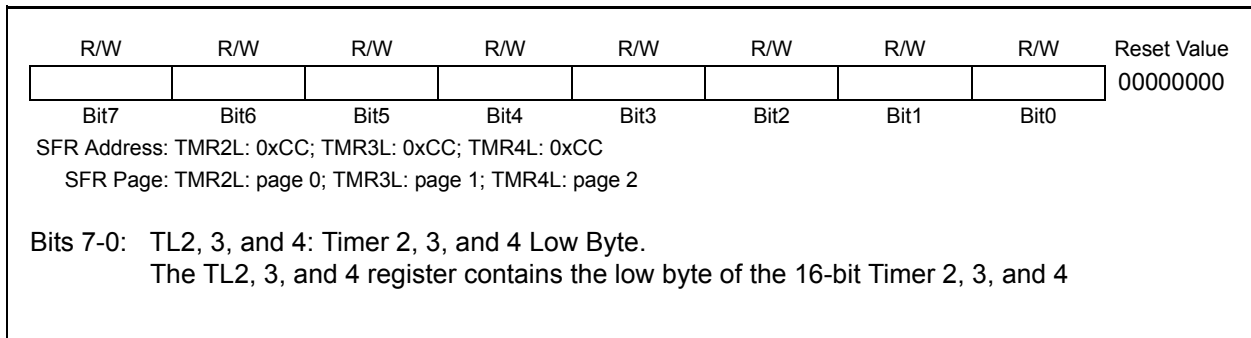 R/W R/W R/W R/W R/W R/W R/W R/W Reset Value
00000000
Bit7 Bit6 Bit5 Bit4 Bit3 Bit2 Bit1 Bit0
SFR Address: TMR2L: 0xCC; TMR3L: 0xCC; TMR4L: 0xCC
SFR Page: TMR2L: page 0; TMR3L: page 1; TMR4L: page 2
Bits 7-0: TL2, 3, and 4: Timer 2, 3, and 4 Low Byte.
The TL2, 3, and 4 register contains the low byte of the 16-bit Timer 2, 3, and 4